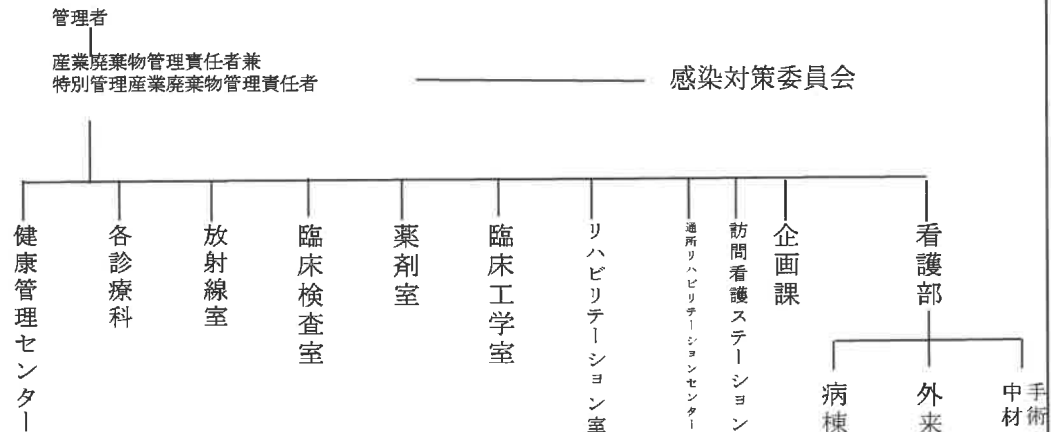 管理者
産業廃棄物管理責任者兼
特別管理産業廃棄物管理責任者
感染対策委員会
健康管理センター
各診療科
放射線室
臨床検査室
薬剤室
臨床工学室
リハビリテーション室
通所リハビリテーションセンター
訪問看護ステーション
企画課
看護部
病棟
外来
中材
手術